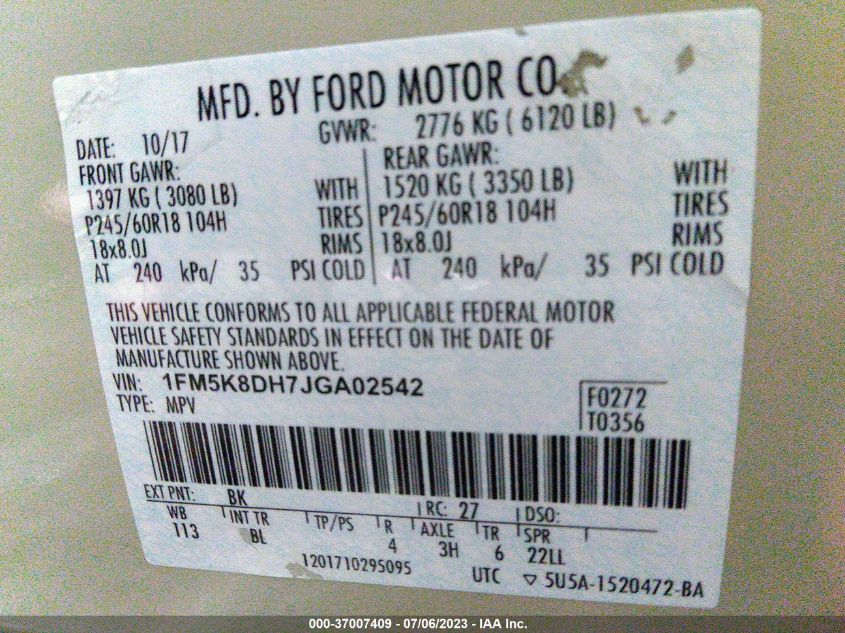 MFD. BY FORD MOTOR CO.
DATE: 10/17 GVWR: 2776 KG ( 6120 LB)
FRONT GAWR: REAR GAWR:
1397 KG ( 3080 LB) WITH 1520 KG ( 3350 LB) WITH
P245/60R18 104H TIRES P245/60R18 104H TIRES
18x8.0J RIMS 18x8.0J RIMS
AT 240 kPa/ 35 PSI COLD AT 240 kPa/ 35 PSI COLD
THIS VEHICLE CONFORMS TO ALL APPLICABLE FEDERAL MOTOR
VEHICLE SAFETY STANDARDS IN EFFECT ON THE DATE OF
MANUFACTURE SHOWN ABOVE.
VIN: 1FM5K8DH7JGA02542 F0272
TYPE: MPV T0356
EXT PNT: BK RC: 27 DSO:
WB INT TR TP/PS R AXLE TR SPR
113 BL 4 3H 6 22LL
1201710295095 UTC ▽ 5U5A-1520472-BA
000-37007409 - 07/06/2023 - IAA Inc.